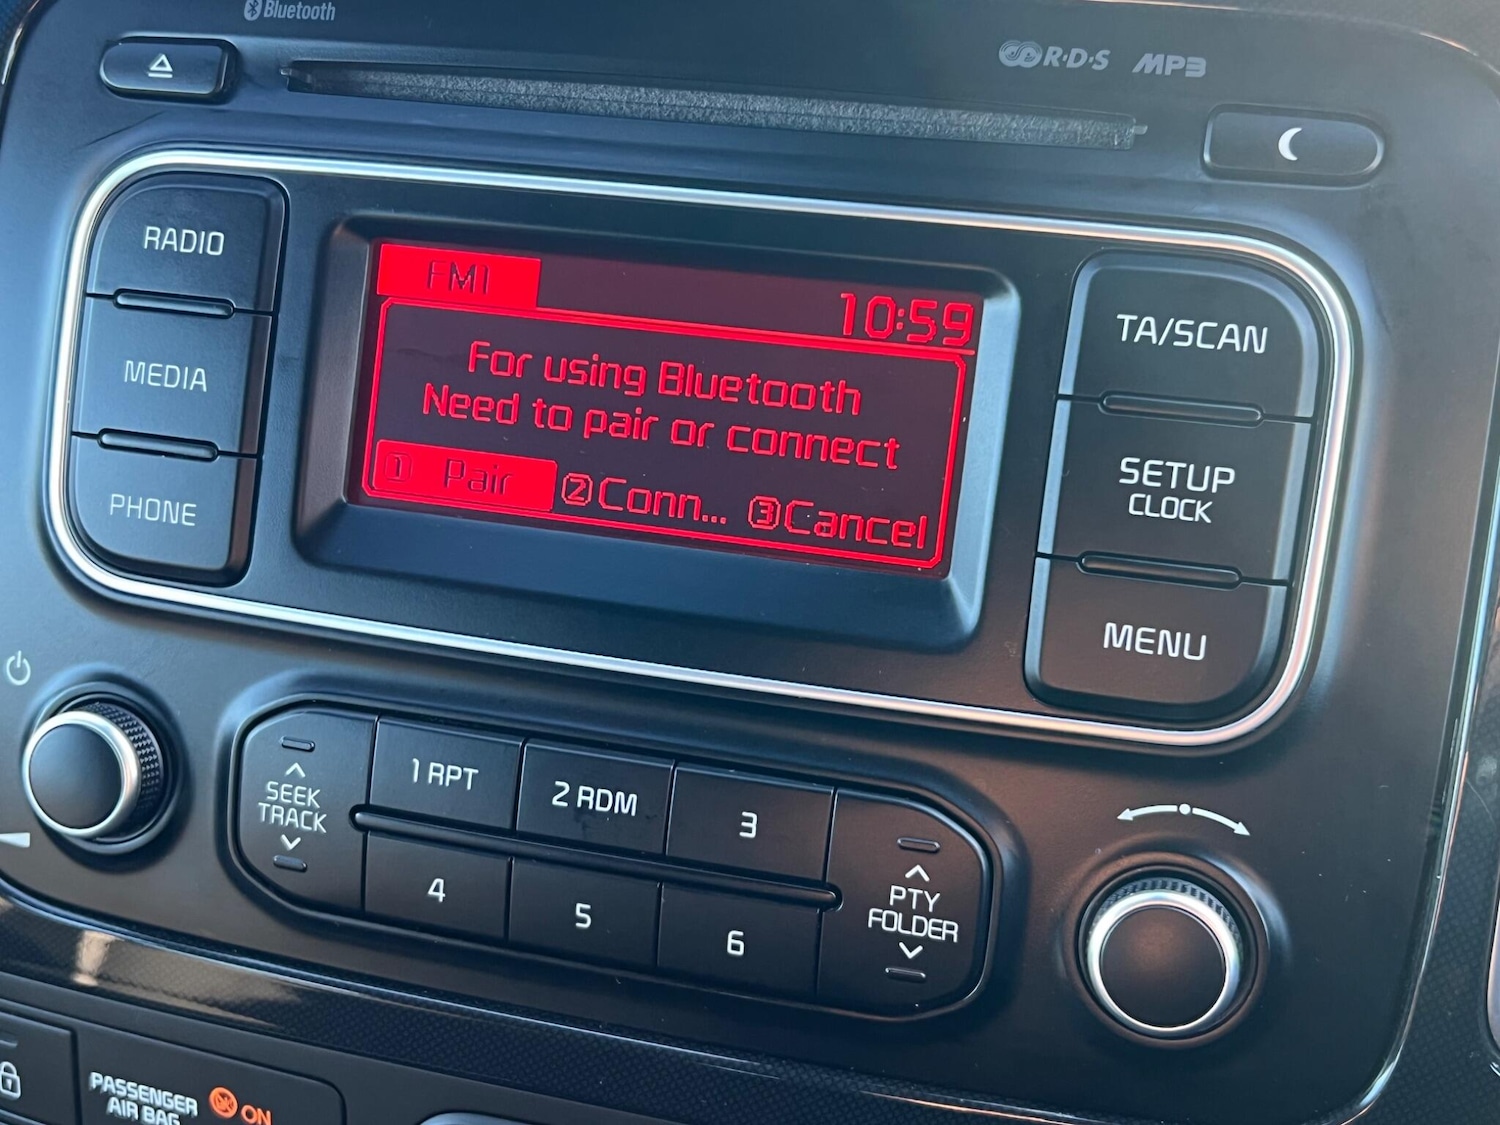 Bluetooth
R·D·S MP3
RADIO
MEDIA
PHONE
FM1
10:59
For using Bluetooth
Need to pair or connect
1 Pair
2 Conn...
3 Cancel
TA/SCAN
SETUP
CLOCK
MENU
SEEK
TRACK
1 RPT
2 RDM
3
4
5
6
PTY
FOLDER
PASSENGER
AIR BAG
ON